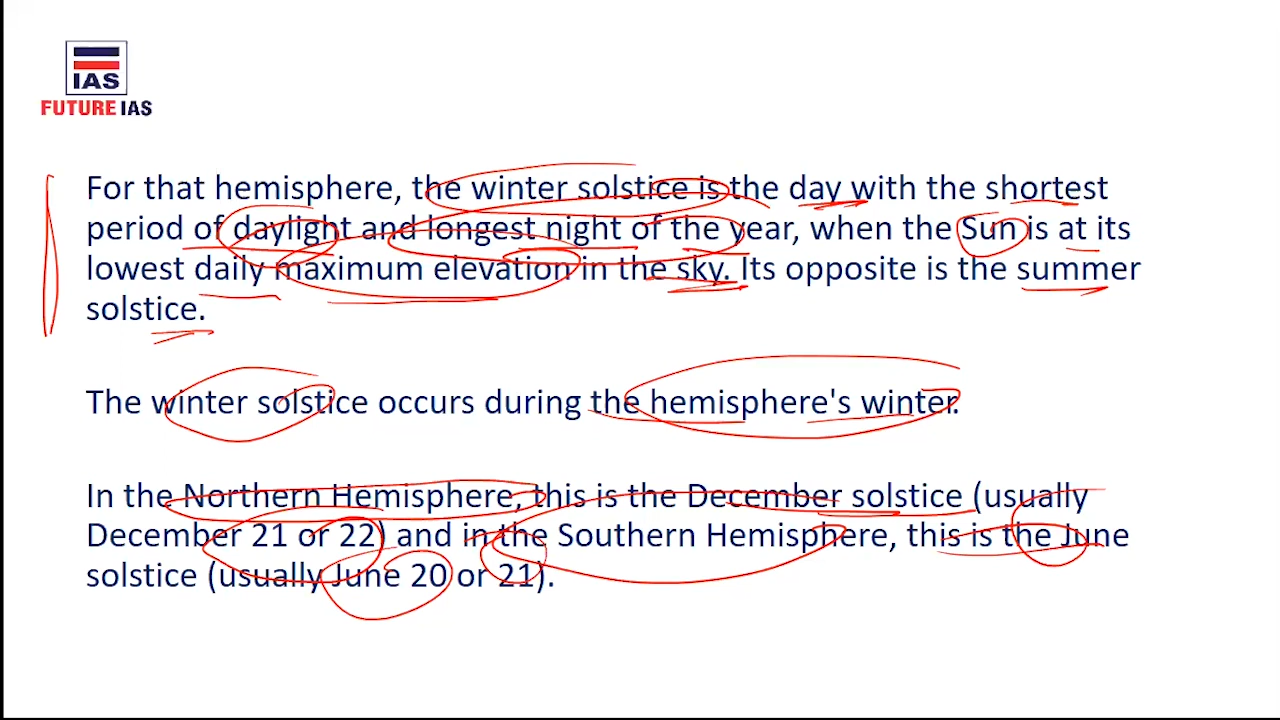 IAS
FUTURE IAS
For that hemisphere, the winter solstice is the day with the shortest
period of daylight and longest night of the year, when the Sun is at its
lowest daily maximum elevation in the sky. Its opposite is the summer
solstice.
The winter solstice occurs during the hemisphere's winter.
In the Northern Hemisphere, this is the December solstice (usually
December 21 or 22) and in the Southern Hemisphere, this is the June
solstice (usually June 20 or 21).